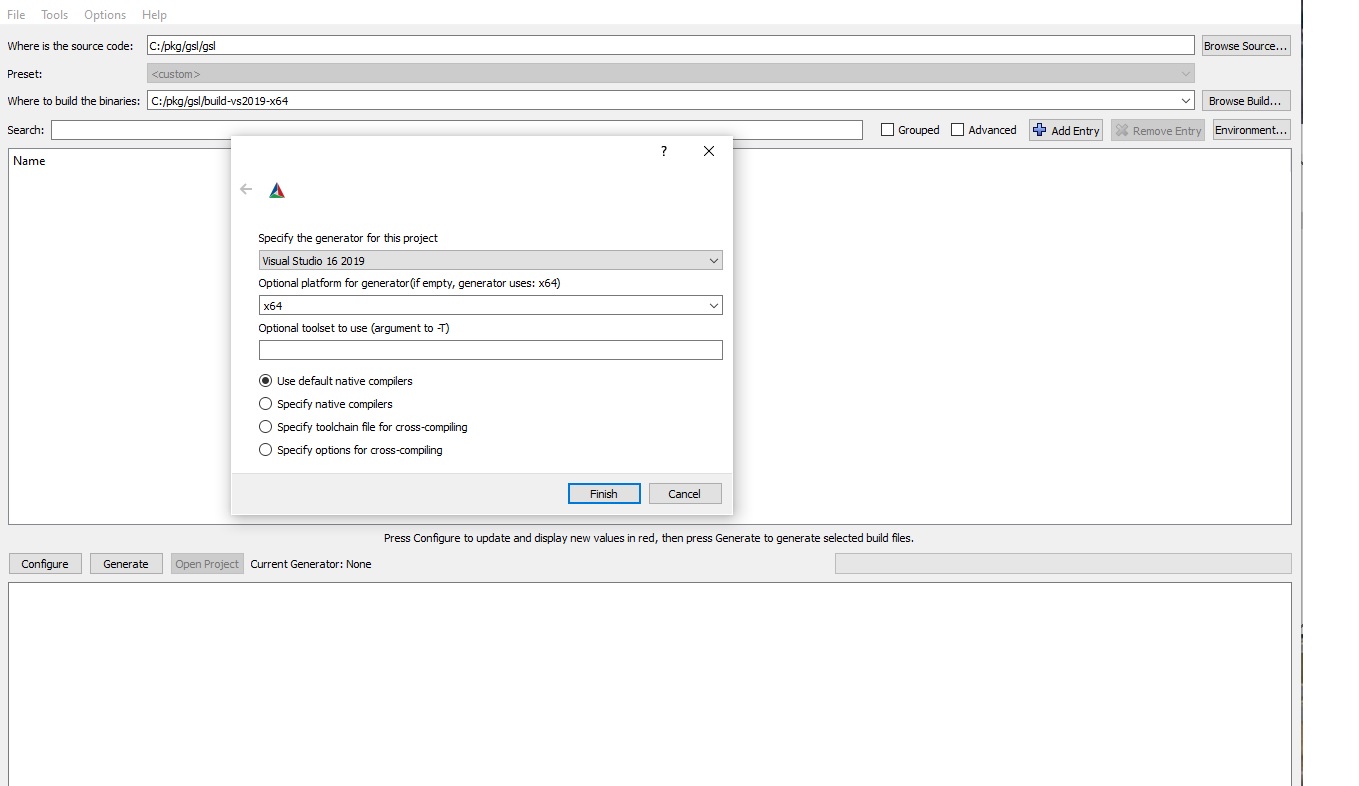 File Tools Options Help
Where is the source code: C:/pkg/gsl/gsl Browse Source...
Preset: <custom>
Where to build the binaries: C:/pkg/gsl/build-vs2019-x64 Browse Build...
Search: Grouped Advanced Add Entry Remove Entry Environment...
Name
?
Specify the generator for this project
Visual Studio 16 2019
Optional platform for generator(if empty, generator uses: x64)
x64
Optional toolset to use (argument to -T)
Use default native compilers
Specify native compilers
Specify toolchain file for cross-compiling
Specify options for cross-compiling
Finish Cancel
Press Configure to update and display new values in red, then press Generate to generate selected build files.
Configure Generate Open Project Current Generator: None